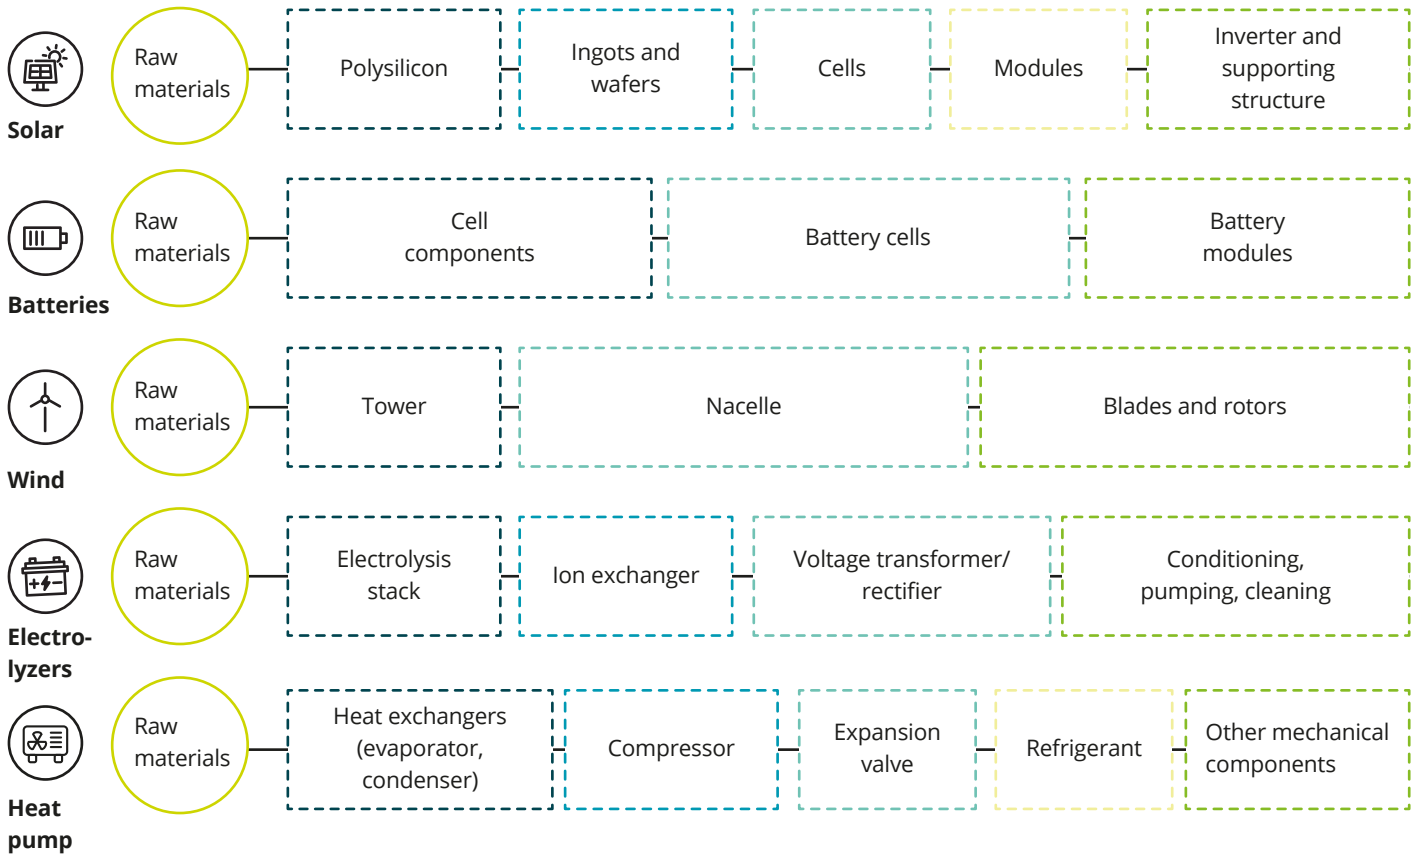 Solar
Raw
materials
Polysilicon
Ingots and
wafers
Cells
Modules
Inverter and
supporting
structure
Batteries
Raw
materials
Cell
components
Battery cells
Battery
modules
Wind
Raw
materials
Tower
Nacelle
Blades and rotors
Electro-
lyzers
Raw
materials
Electrolysis
stack
Ion exchanger
Voltage transformer/
rectifier
Conditioning,
pumping, cleaning
Heat
pump
Raw
materials
Heat exchangers
(evaporator,
condenser)
Compressor
Expansion
valve
Refrigerant
Other mechanical
components